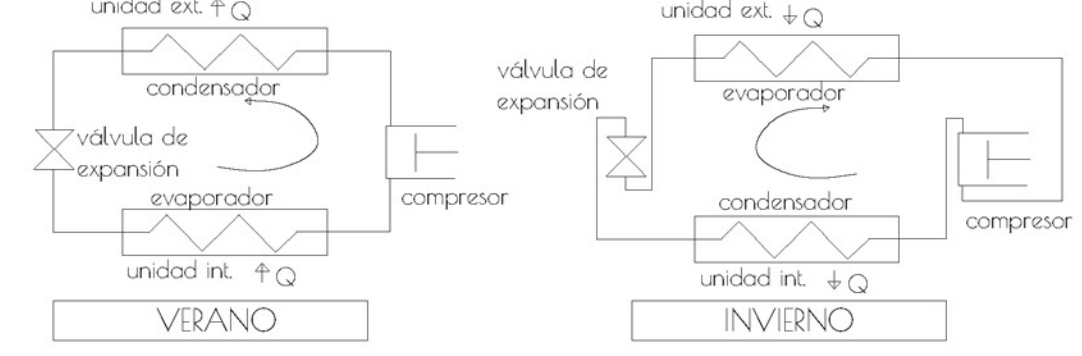 unidad ext. Q
condensador
válvula de
expansión
evaporador
compresor
unidad int. Q
VERANO
unidad ext. Q
válvula de
expansión
evaporador
condensador
compresor
unidad int. Q
INVIERNO